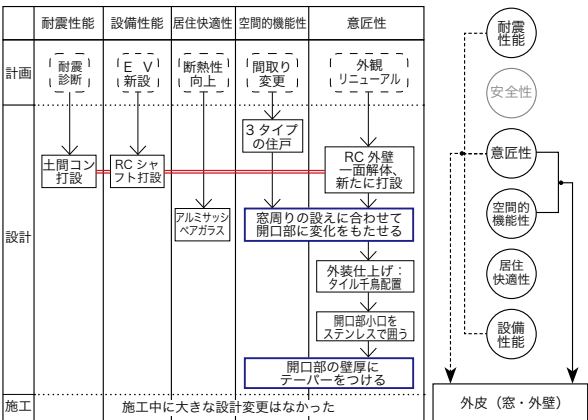 耐震性能 設備性能 居住快適性 空間的機能性 意匠性
計画
耐震
診断
ＥＶ
新設
断熱性
向上
間取り
変更
外観
リニューアル
設計
3 タイプ
の住戸
土間コン
打設
RC シャ
フト打設
RC 外壁
一面解体、
新たに打設
アルミサッシ
ペアガラス
窓周りの設えに合わせて
開口部に変化をもたせる
外装仕上げ：
タイル千鳥配置
開口部小口を
ステンレスで囲う
開口部の壁厚に
テーパーをつける
施工
施工中に大きな設計変更はなかった
耐震
性能
安全性
意匠性
空間的
機能性
居住
快適性
設備
性能
外皮（窓・外壁）